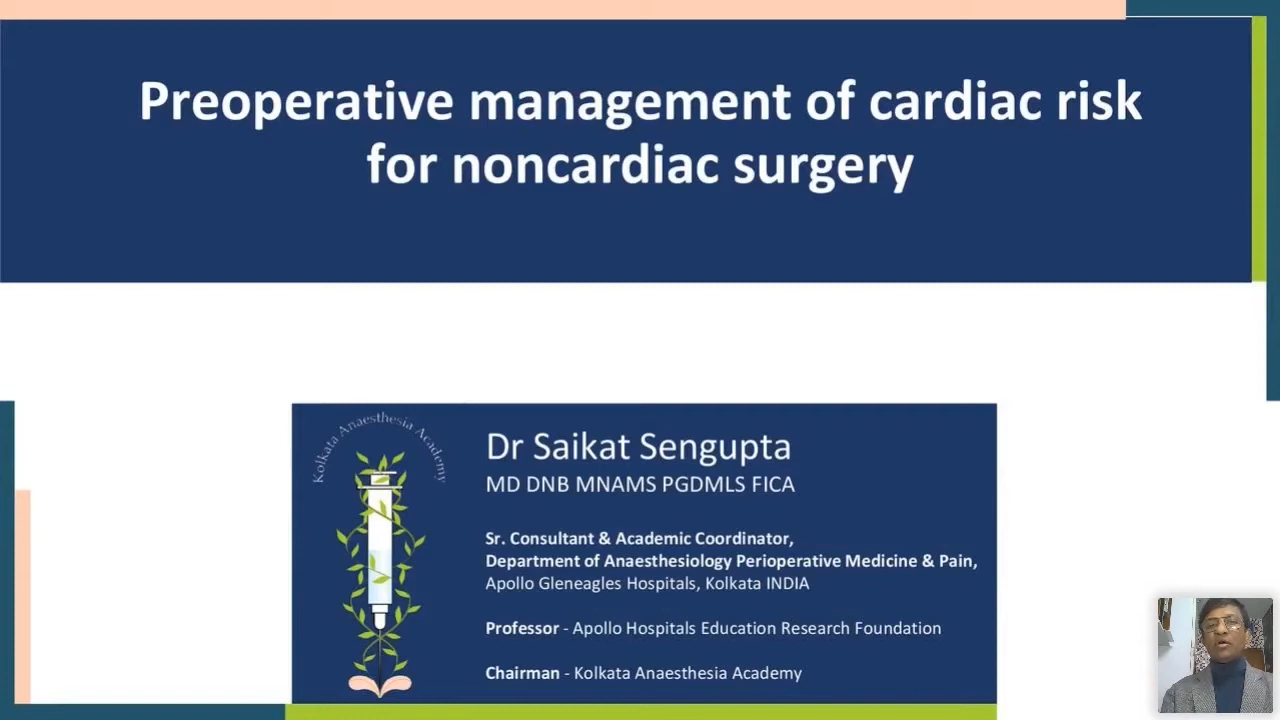 Preoperative management of cardiac risk
for noncardiac surgery
Kolkata Anaesthesia Academy
Dr Saikat Sengupta
MD DNB MNAMS PGDMLS FICA
Sr. Consultant & Academic Coordinator,
Department of Anaesthesiology Perioperative Medicine & Pain,
Apollo Gleneagles Hospitals, Kolkata INDIA
Professor - Apollo Hospitals Education Research Foundation
Chairman - Kolkata Anaesthesia Academy